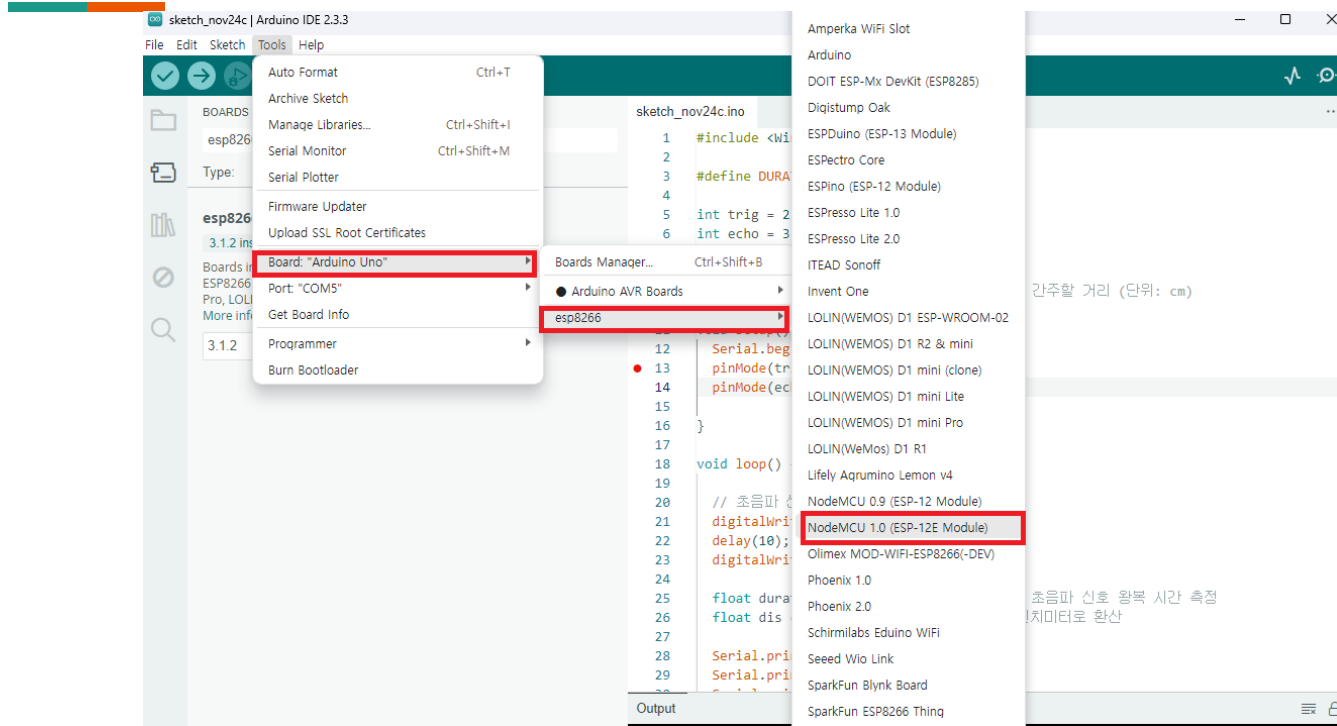 sketch_nov24c | Arduino IDE 2.3.3
File Edit Sketch Tools Help
Auto Format Ctrl+T
Archive Sketch
Manage Libraries... Ctrl+Shift+I
Serial Monitor Ctrl+Shift+M
Serial Plotter
Firmware Updater
Upload SSL Root Certificates
Board: "Arduino Uno"
Port: "COM5"
Get Board Info
Programmer
Burn Bootloader
BOARDS
esp826
Type:
esp826
3.1.2 ins
Boards in
ESP8266
Pro, LOLI
More info
3.1.2
Boards Manager... Ctrl+Shift+B
Arduino AVR Boards
esp8266
Amperka WiFi Slot
Arduino
DOIT ESP-Mx DevKit (ESP8285)
Digistump Oak
ESPDuino (ESP-13 Module)
ESPectro Core
ESPino (ESP-12 Module)
ESPresso Lite 1.0
ESPresso Lite 2.0
ITEAD Sonoff
Invent One
LOLIN(WEMOS) D1 ESP-WROOM-02
LOLIN(WEMOS) D1 R2 & mini
LOLIN(WEMOS) D1 mini (clone)
LOLIN(WEMOS) D1 mini Lite
LOLIN(WEMOS) D1 mini Pro
LOLIN(WeMos) D1 R1
Lifely Agrumino Lemon v4
NodeMCU 0.9 (ESP-12 Module)
NodeMCU 1.0 (ESP-12E Module)
Olimex MOD-WIFI-ESP8266(-DEV)
Phoenix 1.0
Phoenix 2.0
Schirmilabs Eduino WiFi
Seeed Wio Link
SparkFun Blynk Board
SparkFun ESP8266 Thing
sketch_nov24c.ino
1 #include <Wi
2
3 #define DURA
4
5 int trig = 2
6 int echo = 3
간주할 거리 (단위: cm)
12 Serial.beg
13 pinMode(tr
14 pinMode(ec
15
16 }
17
18 void loop()
19
20 // 초음파
21 digitalWri
22 delay(10);
23 digitalWri
24
25 float dura 초음파 신호 왕복 시간 측정
26 float dis 치미터로 환산
27
28 Serial.pri
29 Serial.pri
Output